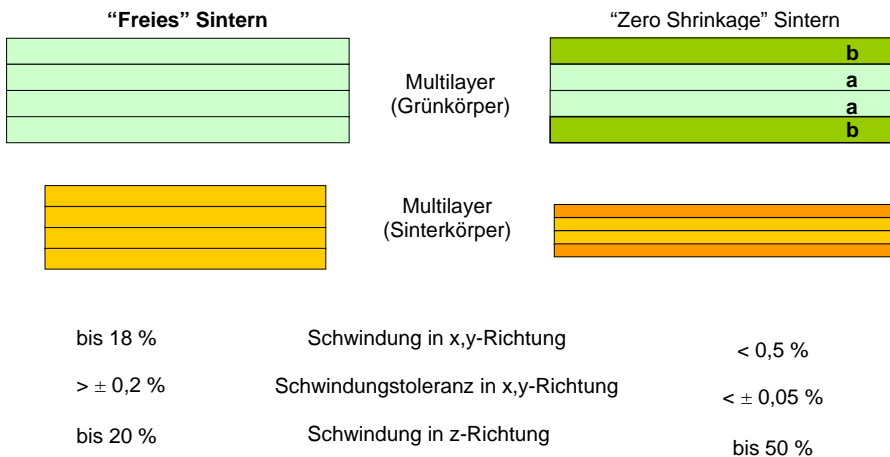 “Freies” Sintern
“Zero Shrinkage” Sintern
Multilayer
(Grünkörper)
b
a
a
b
Multilayer
(Sinterkörper)
bis 18 %
Schwindung in x,y-Richtung
< 0,5 %
> ± 0,2 %
Schwindungstoleranz in x,y-Richtung
< ± 0,05 %
bis 20 %
Schwindung in z-Richtung
bis 50 %